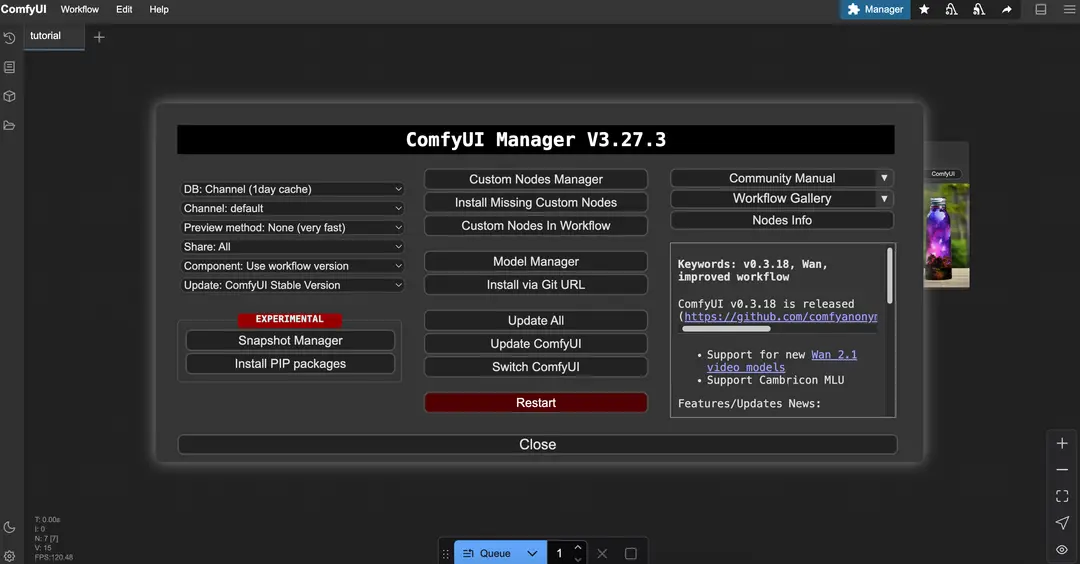 ComfyUI Workflow Edit Help Manager
tutorial
ComfyUI Manager V3.27.3
DB: Channel (1day cache)
Channel: default
Preview method: None (very fast)
Share: All
Component: Use workflow version
Update: ComfyUI Stable Version
EXPERIMENTAL
Snapshot Manager
Install PIP packages
Custom Nodes Manager
Install Missing Custom Nodes
Custom Nodes In Workflow
Model Manager
Install via Git URL
Update All
Update ComfyUI
Switch ComfyUI
Restart
Community Manual
Workflow Gallery
Nodes Info
Keywords: v0.3.18, Wan,
improved workflow
ComfyUI v0.3.18 is released
(https://github.com/comfyanonym
• Support for new Wan 2.1
video models
• Support Cambricon MLU
Features/Updates News:
Close
ComfyUI
T: 0.00s
I: 0
N: 7 [7]
V: 15
FPS:120.48
Queue 1